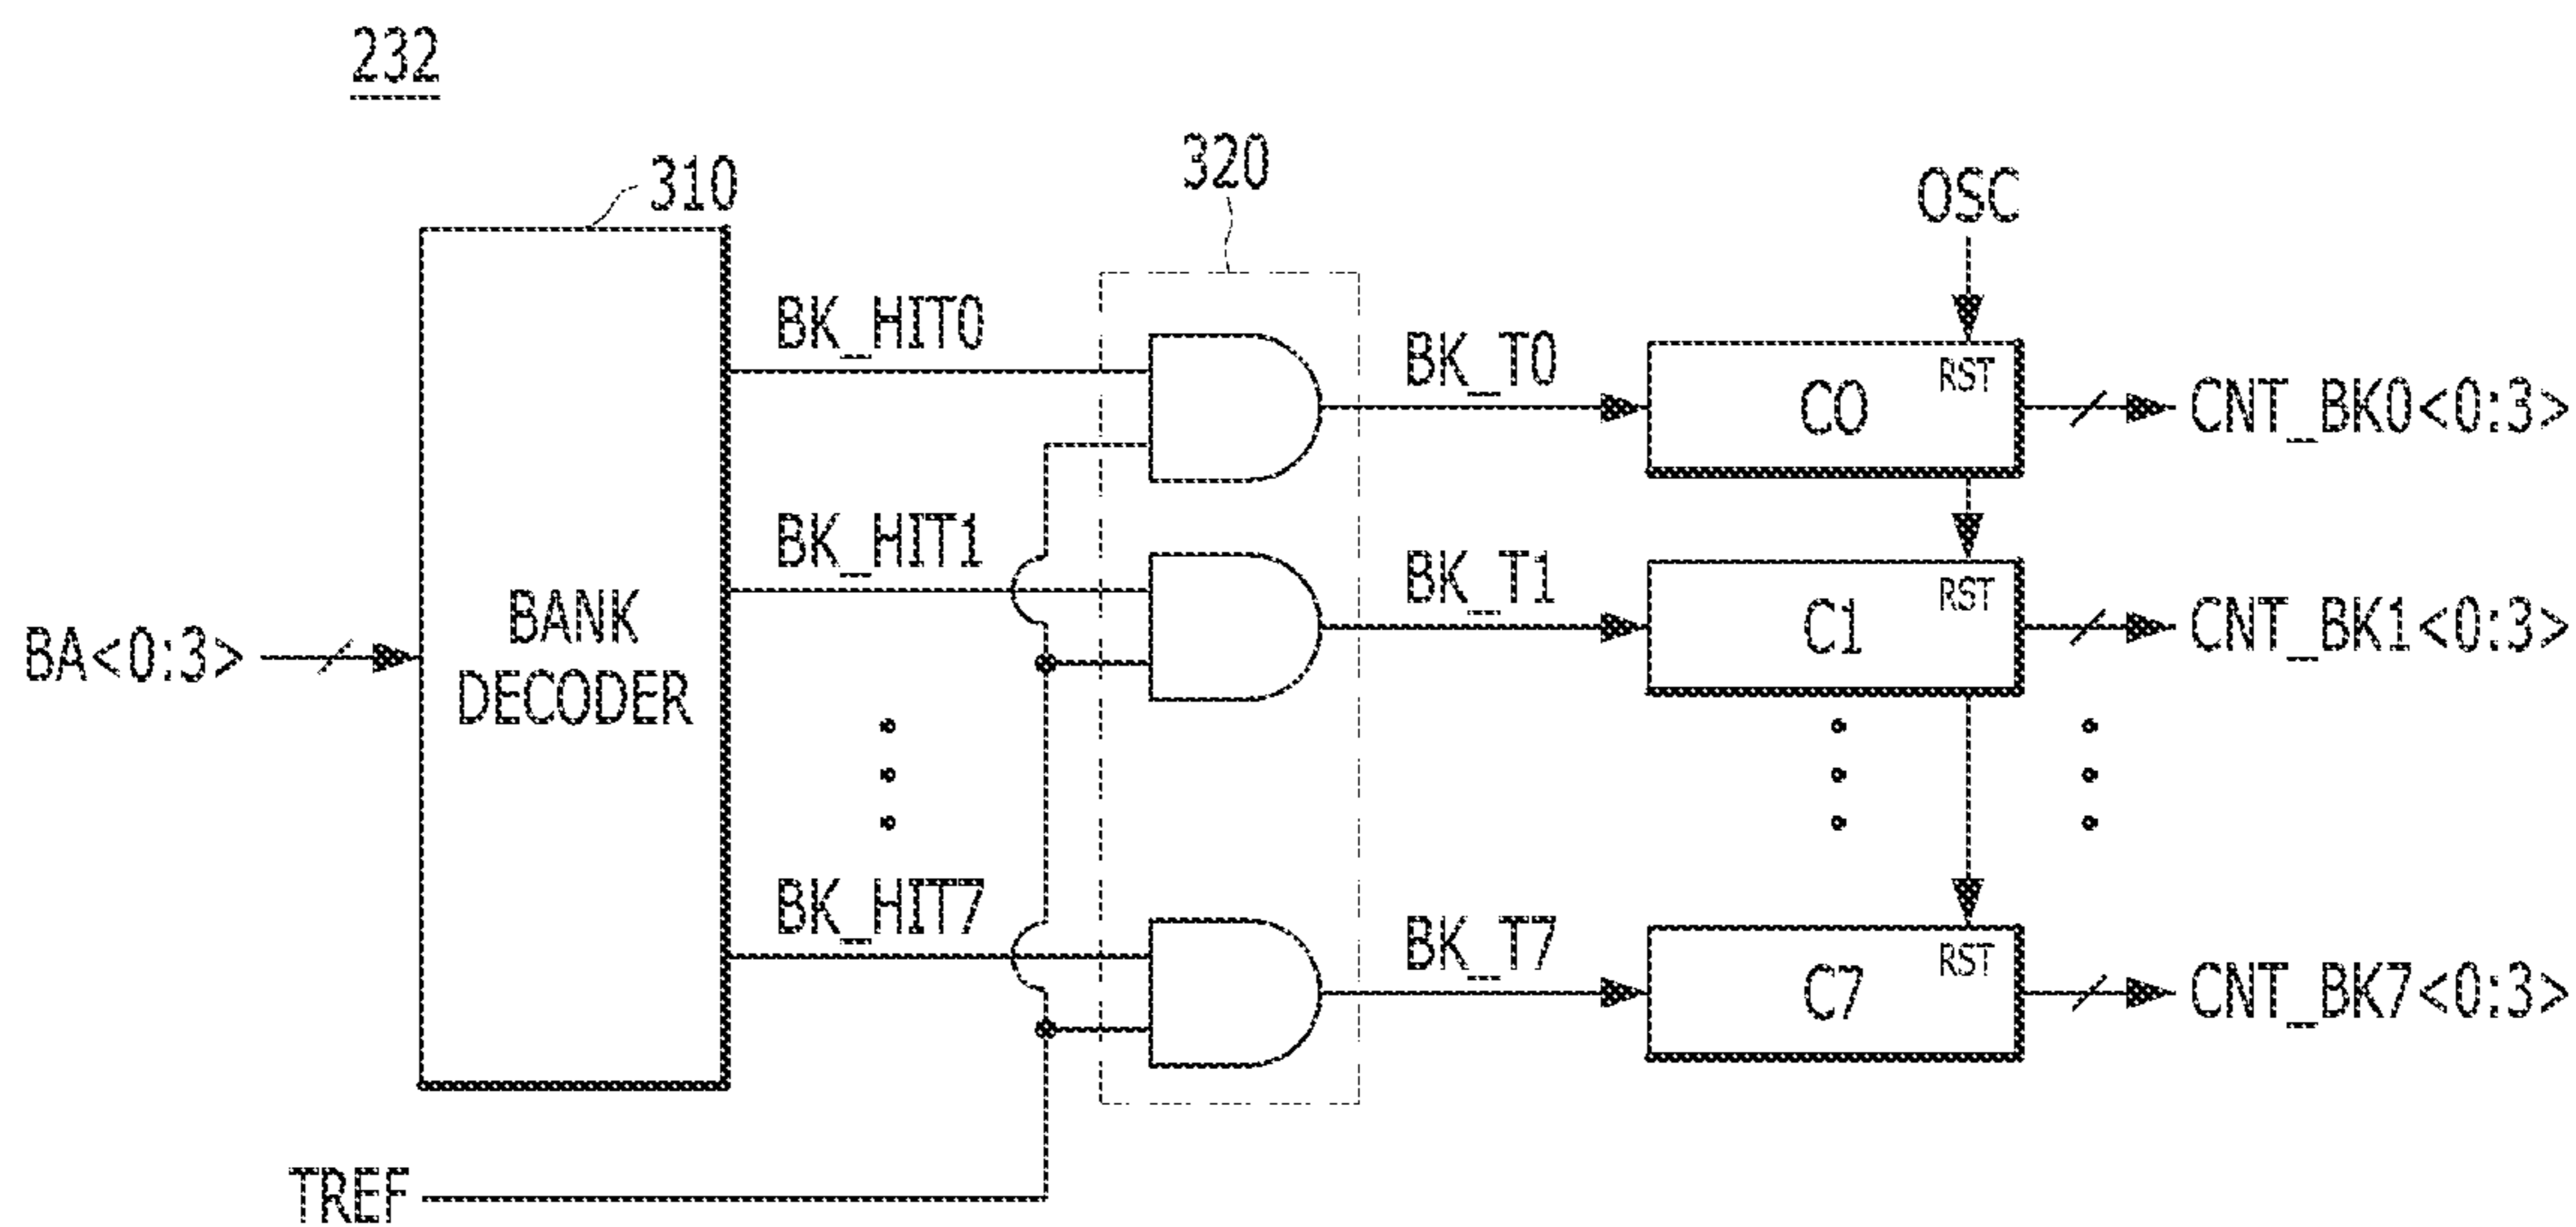 232
310
320
OSC
BK_HIT0
BK_T0
RST
C0
CNT_BK0<0:3>
BK_HIT1
BK_T1
RST
C1
CNT_BK1<0:3>
BA<0:3>
BANK
DECODER
BK_HIT7
BK_T7
RST
C7
CNT_BK7<0:3>
TREF